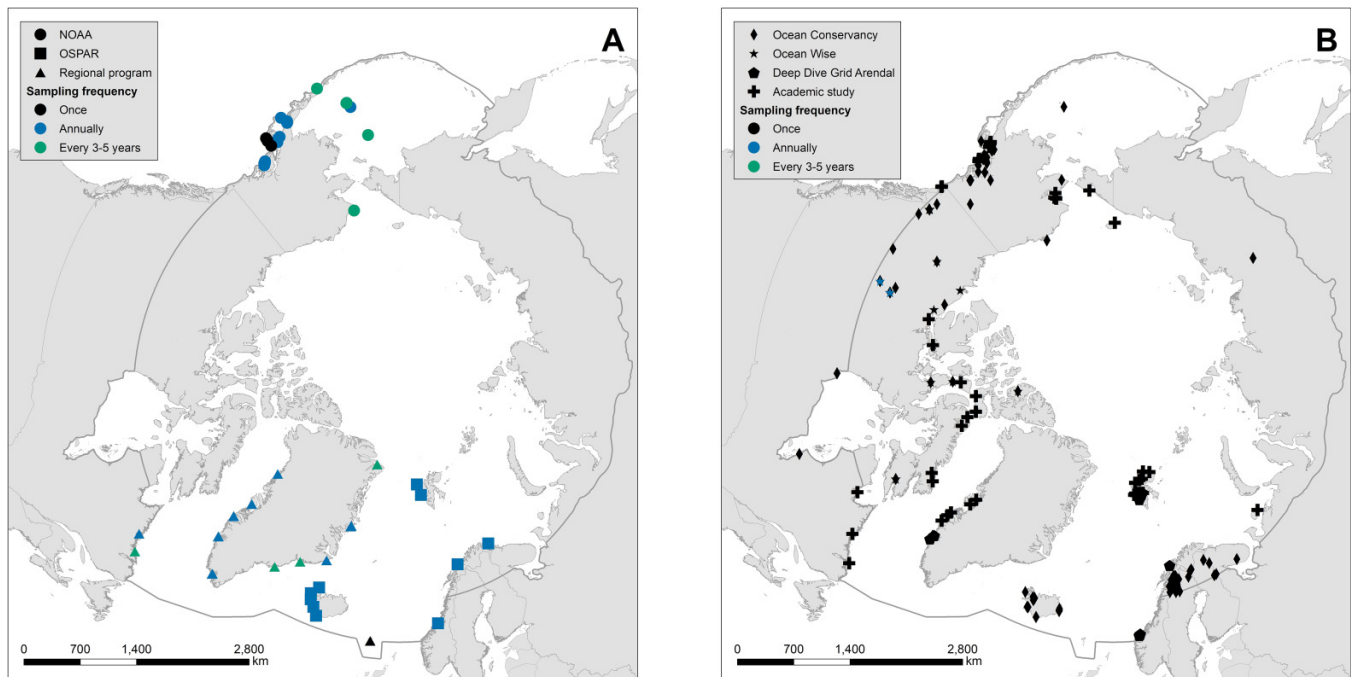 A
NOAA
OSPAR
Regional program
Sampling frequency
Once
Annually
Every 3-5 years
0 700 1,400 2,800
km
B
Ocean Conservancy
Ocean Wise
Deep Dive Grid Arendal
Academic study
Sampling frequency
Once
Annually
Every 3-5 years
0 700 1,400 2,800
km